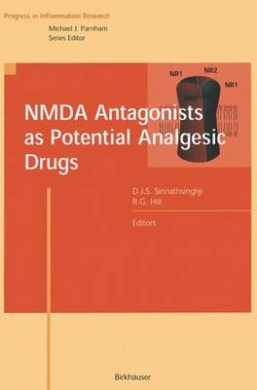 Progress in Inflammation Research
Michael J. Parnham
Series Editor
NR1
NR2
NR1
NMDA Antagonists
as Potential Analgesic
Drugs
D.J.S. Sirinathsinghji
R.G. Hill
Editors
Birkhäuser